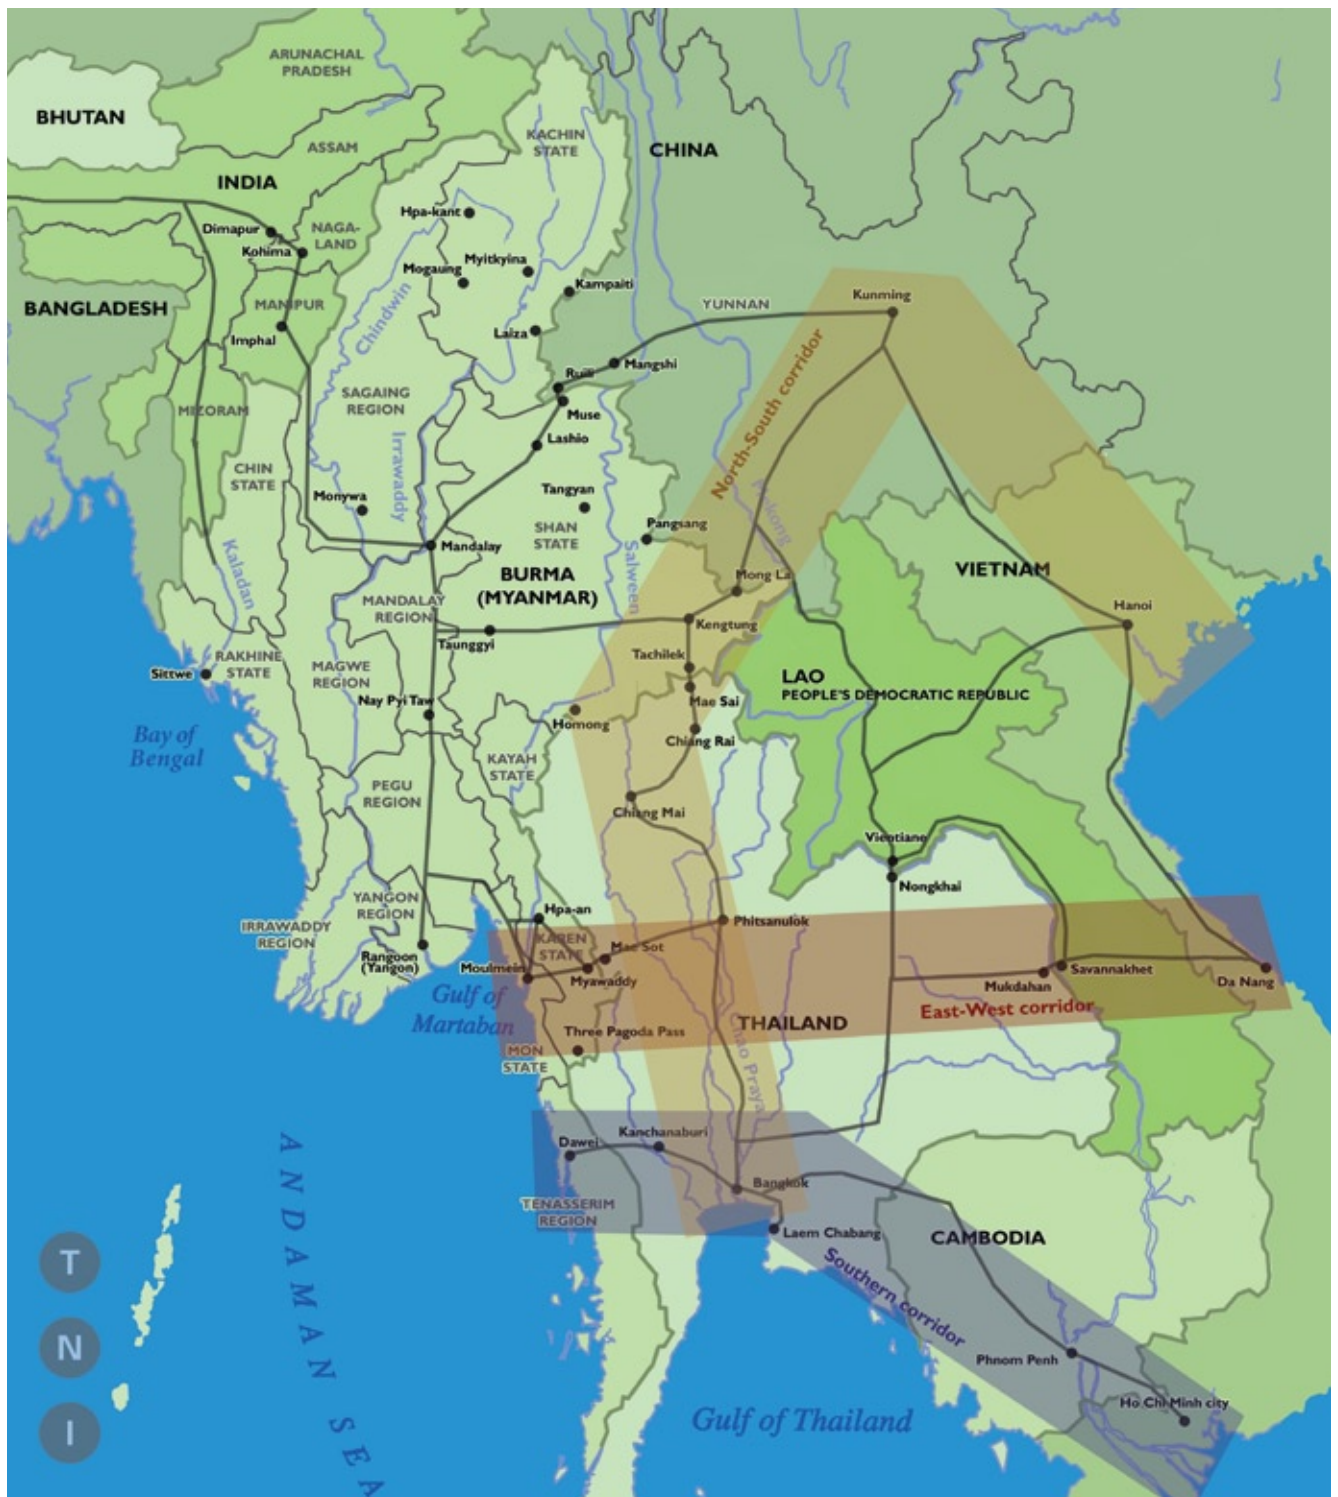 ARUNACHAL
PRADESH
BHUTAN
ASSAM
KACHIN
STATE
CHINA
INDIA
Hpa-kant
NAGA-
LAND
Dimapur
Kohima
Mogaung
Myitkyina
Kampaiti
BANGLADESH
MANIPUR
Chindwin
YUNNAN
Kunming
Imphal
Laiza
North-South corridor
Mangshi
Ruili
SAGAING
REGION
Muse
MIZORAM
Lashio
Irrawaddy
CHIN
STATE
Monywa
Tangyan
SHAN
STATE
Pangsang
Mekong
Kaladan
Mandalay
Salween
BURMA
(MYANMAR)
Mong La
VIETNAM
MANDALAY
REGION
Hanoi
Kengtung
Taunggyi
Tachilek
RAKHINE
STATE
MAGWE
REGION
Sittwe
LAO
PEOPLE'S DEMOCRATIC REPUBLIC
Nay Pyi Taw
Mae Sai
Homong
Chiang Rai
Bay of
Bengal
KAYAH
STATE
PEGU
REGION
Chiang Mai
Vientiane
Nongkhai
YANGON
REGION
Hpa-an
IRRAWADDY
REGION
Phitsanulok
KAREN
STATE
Mae Sot
Rangoon
(Yangon)
Moulmein
Myawaddy
Savannakhet
Mukdahan
Da Nang
Gulf of
Martaban
East-West corridor
THAILAND
Three Pagoda Pass
MON
STATE
Chao Praya
Kanchanaburi
Dawei
Bangkok
TENASSERIM
REGION
Laem Chabang
CAMBODIA
Southern corridor
ANDAMAN SEA
T
N
I
Phnom Penh
Ho Chi Minh city
Gulf of Thailand